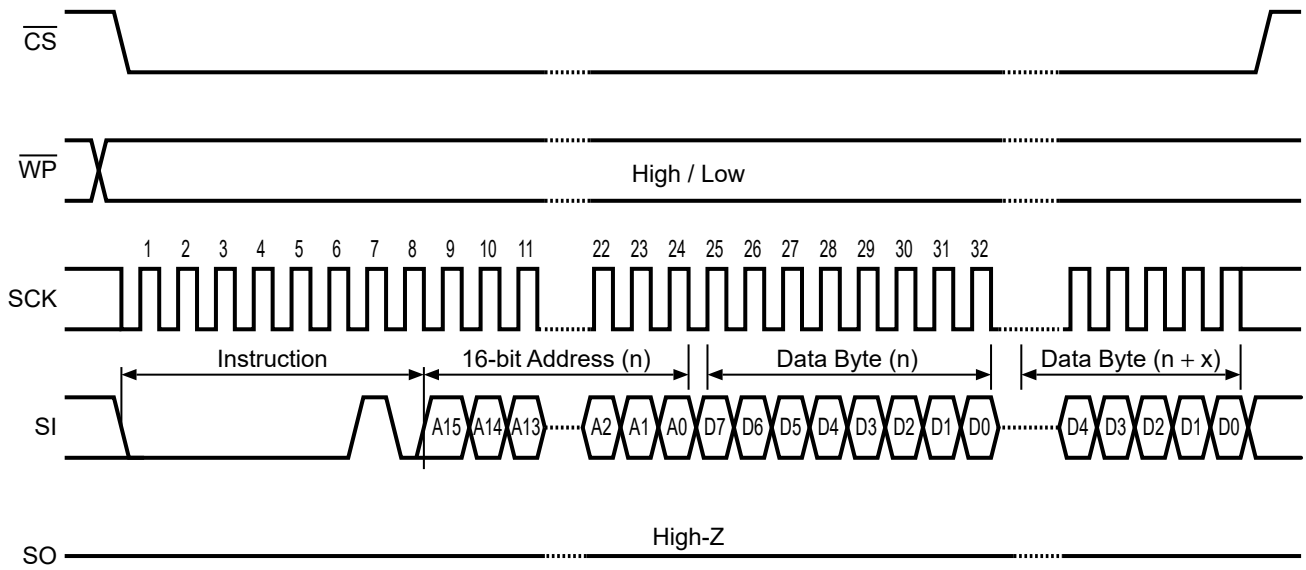 CS
WP
High / Low
1 2 3 4 5 6 7 8 9 10 11 22 23 24 25 26 27 28 29 30 31 32
SCK
Instruction 16-bit Address (n) Data Byte (n) Data Byte (n + x)
SI A15 A14 A13 A2 A1 A0 D7 D6 D5 D4 D3 D2 D1 D0 D4 D3 D2 D1 D0
High-Z
SO